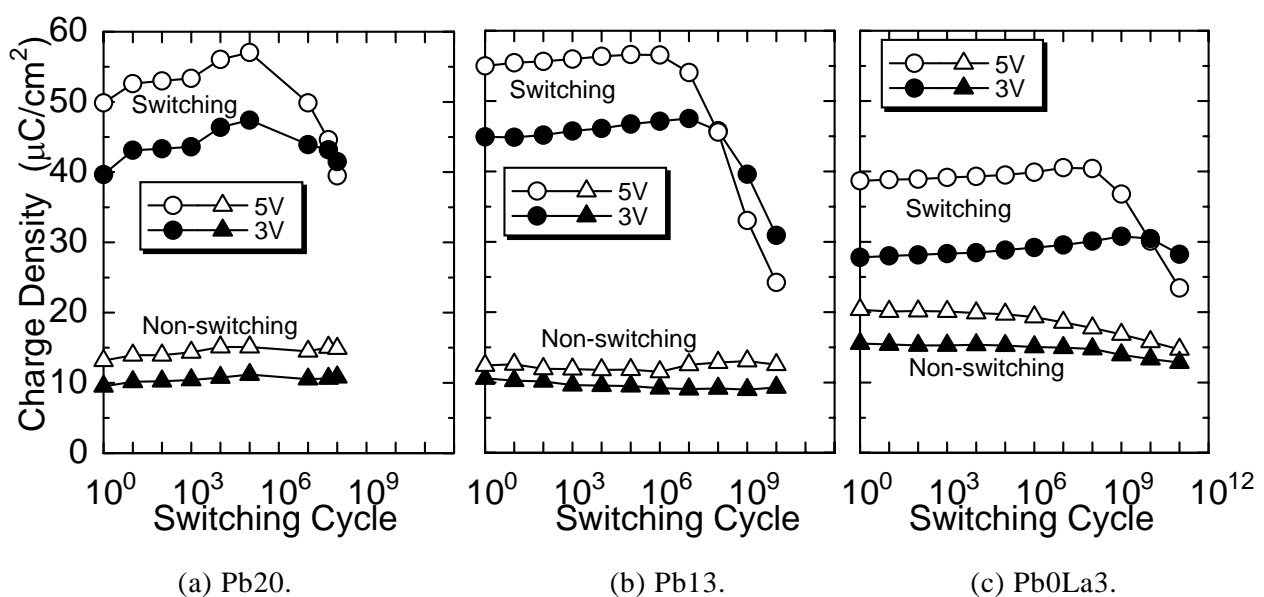 Charge Density (μC/cm²)
60
50
40
30
20
10
0
Switching
5V
3V
Non-switching
10⁰ 10³ 10⁶ 10⁹
Switching Cycle
(a) Pb20.
Switching
5V
3V
Non-switching
10⁰ 10³ 10⁶ 10⁹
Switching Cycle
(b) Pb13.
5V
3V
Switching
Non-switching
10⁰ 10³ 10⁶ 10⁹ 10¹²
Switching Cycle
(c) Pb0La3.